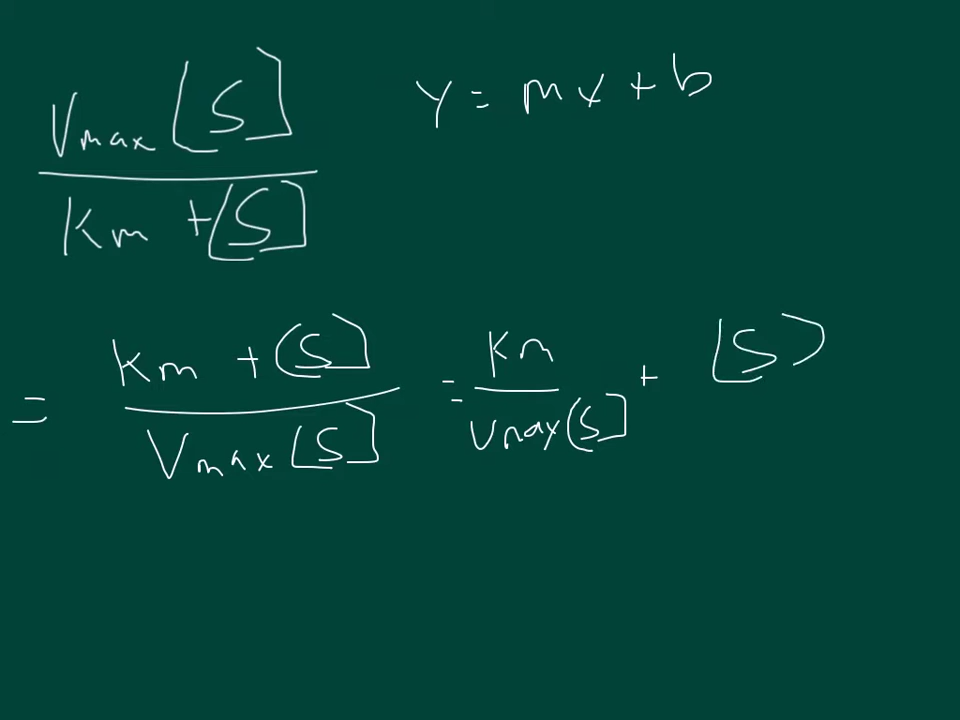 Vmax [S]
Km + [S]
y = mx + b
= Km + [S]
Vmax [S]
= Km
Vmax [S]
+ [S]